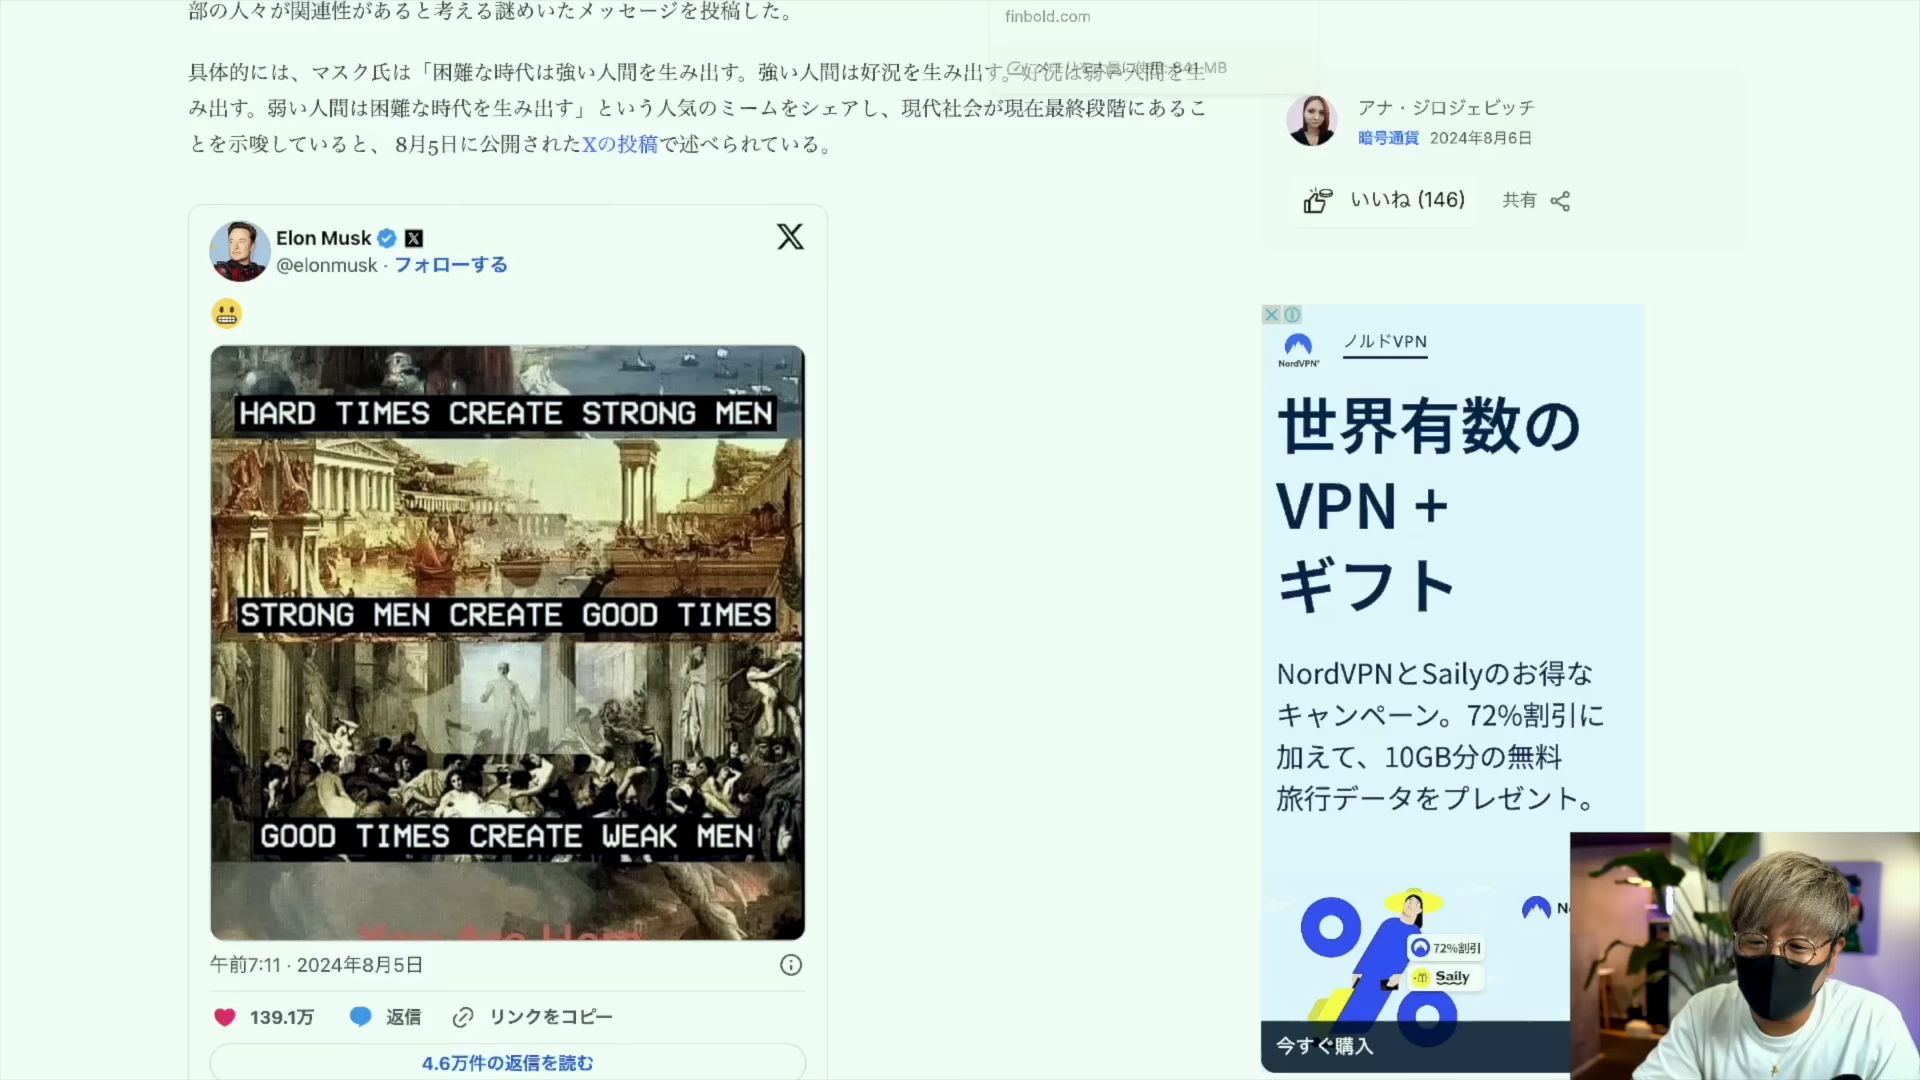 部の人々が関連性があると考える謎めいたメッセージを投稿した。
具体的には、マスク氏は「困難な時代は強い人間を生み出す。強い人間は好況を生み出す。好況は弱い人間を生
み出す。弱い人間は困難な時代を生み出す」という人気のミームをシェアし、現代社会が現在最終段階にあるこ
とを示唆していると、 8月5日に公開されたXの投稿で述べられている。
finbold.com
アナ・ジロジェビッチ
暗号通貨 2024年8月6日
いいね (146) 共有
Elon Musk
@elonmusk · フォローする
HARD TIMES CREATE STRONG MEN
STRONG MEN CREATE GOOD TIMES
GOOD TIMES CREATE WEAK MEN
You Are Here
午前7:11 · 2024年8月5日
139.1万 返信 リンクをコピー
4.6万件の返信を読む
NordVPN
ノルドVPN
世界有数の
VPN +
ギフト
NordVPNとSailyのお得な
キャンペーン。72%割引に
加えて、10GB分の無料
旅行データをプレゼント。
72%割引
Saily
今すぐ購入